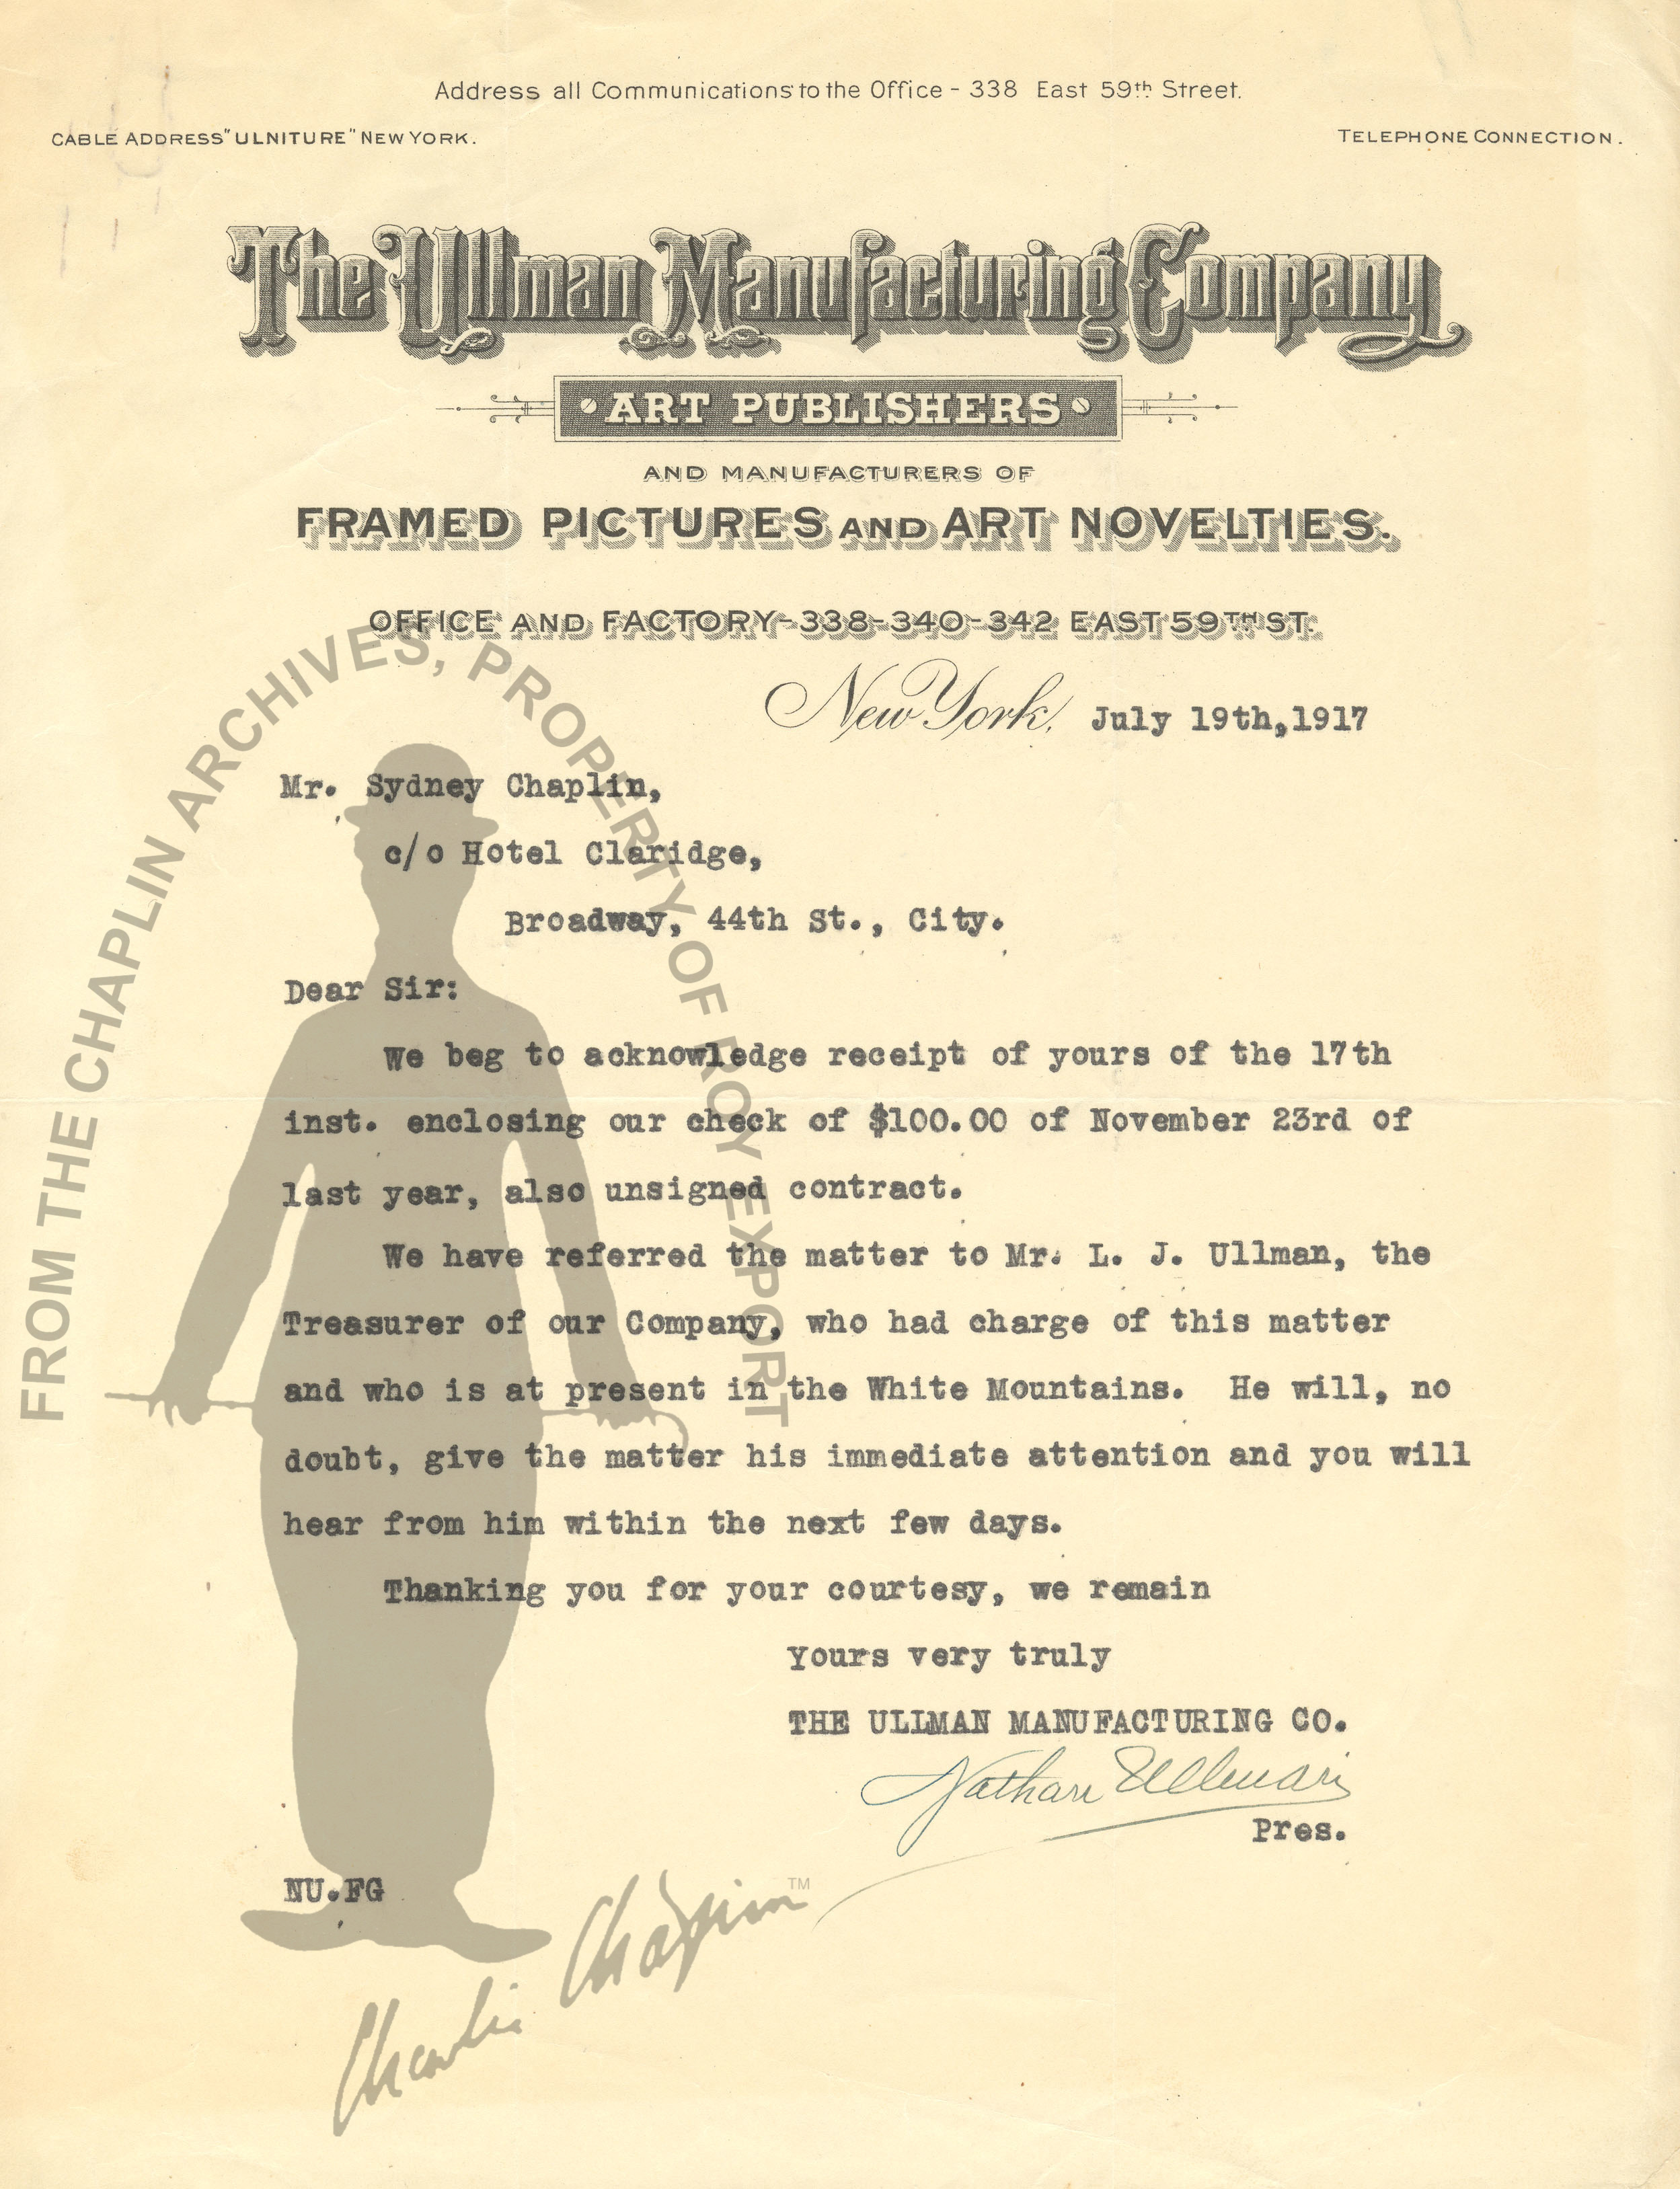 Address all Communications to the Office - 338 East 59th Street.
CABLE ADDRESS "ULNITURE" NEW YORK.
TELEPHONE CONNECTION.
The Ullman Manufacturing Company
ART PUBLISHERS
AND MANUFACTURERS OF
FRAMED PICTURES AND ART NOVELTIES.
OFFICE AND FACTORY-338-340-342 EAST 59TH ST.
New York, July 19th,1917
Mr. Sydney Chaplin,
c/o Hotel Claridge,
Broadway, 44th St., City.
Dear Sir:
We beg to acknowledge receipt of yours of the 17th
inst. enclosing our check of $100.00 of November 23rd of
last year, also unsigned contract.
We have referred the matter to Mr. L. J. Ullman, the
Treasurer of our Company, who had charge of this matter
and who is at present in the White Mountains. He will, no
doubt, give the matter his immediate attention and you will
hear from him within the next few days.
Thanking you for your courtesy, we remain
Yours very truly
THE ULLMAN MANUFACTURING CO.
Nathan Ullman
Pres.
NU.FG
FROM THE CHAPLIN ARCHIVES, PROPERTY OF ROY EXPORT
Charlie Chaplin TM